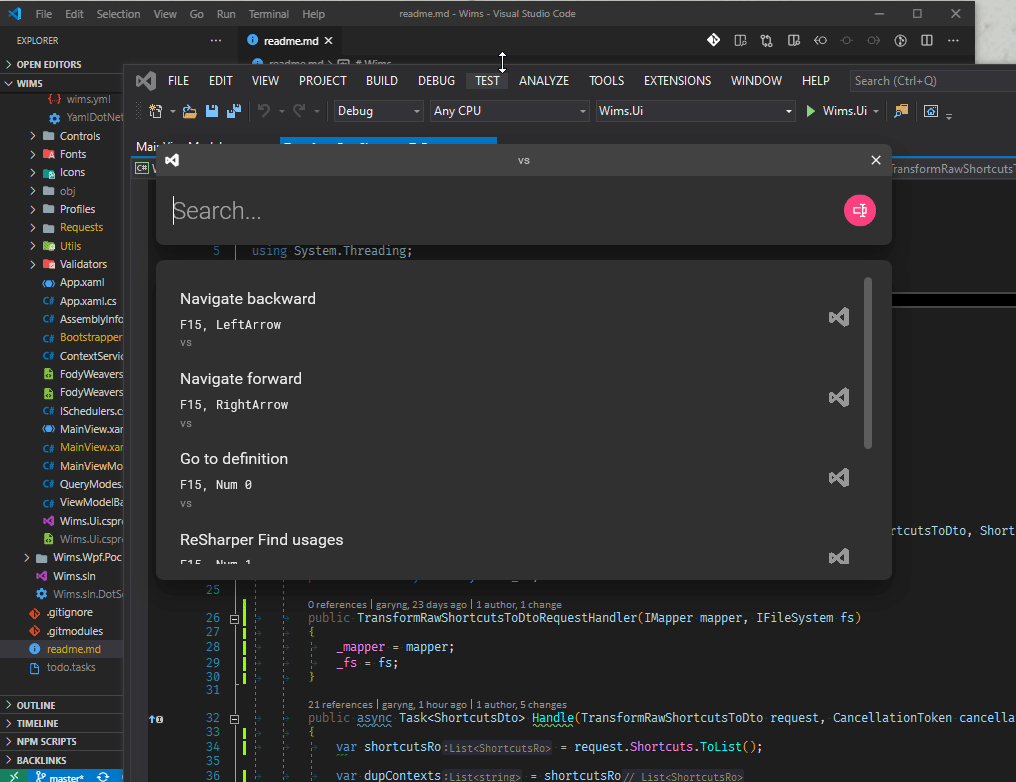 File Edit Selection View Go Run Terminal Help readme.md - Wims - Visual Studio Code
EXPLORER ··· readme.md
OPEN EDITORS readme.md > # Wims
WIMS
FILE EDIT VIEW PROJECT BUILD DEBUG TEST ANALYZE TOOLS EXTENSIONS WINDOW HELP Search (Ctrl+Q)
Debug Any CPU Wims.Ui Wims.Ui
{..} wims.yml
YamlDotNet
Controls
Fonts
Icons
obj
Profiles
Requests
Utils
Validators
App.xaml
C# App.xaml.cs
C# AssemblyInfo
C# Bootstrapper
C# ContextServic
FodyWeavers
FodyWeavers
C# ISchedulers.c
MainView.xar
C# MainView.xar
C# MainViewMo
C# QueryModes.
C# ViewModelBa
Wims.Ui.cspr
Wims.Ui.cspr
Wims.Wpf.Poc
Wims.sln
Wims.sln.DotS
.gitignore
.gitmodules
readme.md
todo.tasks
OUTLINE
TIMELINE
NPM SCRIPTS
BACKLINKS
master*
C# TransformRawShortcutsT
vs
Search...
5 using System.Threading;
Navigate backward
F15, LeftArrow
vs
Navigate forward
F15, RightArrow
vs
Go to definition
F15, Num 0
vs
ReSharper Find usages
F15, Num 1
rtcutsToDto, Short
25
0 references | garyng, 23 days ago | 1 author, 1 change
26 public TransformRawShortcutsToDtoRequestHandler(IMapper mapper, IFileSystem fs)
27 {
28 _mapper = mapper;
29 _fs = fs;
30 }
31
21 references | garyng, 1 hour ago | 1 author, 5 changes
32 public async Task<ShortcutsDto> Handle(TransformRawShortcutsToDto request, CancellationToken cancella
33 {
34 var shortcutsRo:List<ShortcutsRo> = request.Shortcuts.ToList();
35
36 var dupContexts:List<string> = shortcutsRo// List<ShortcutsRo>